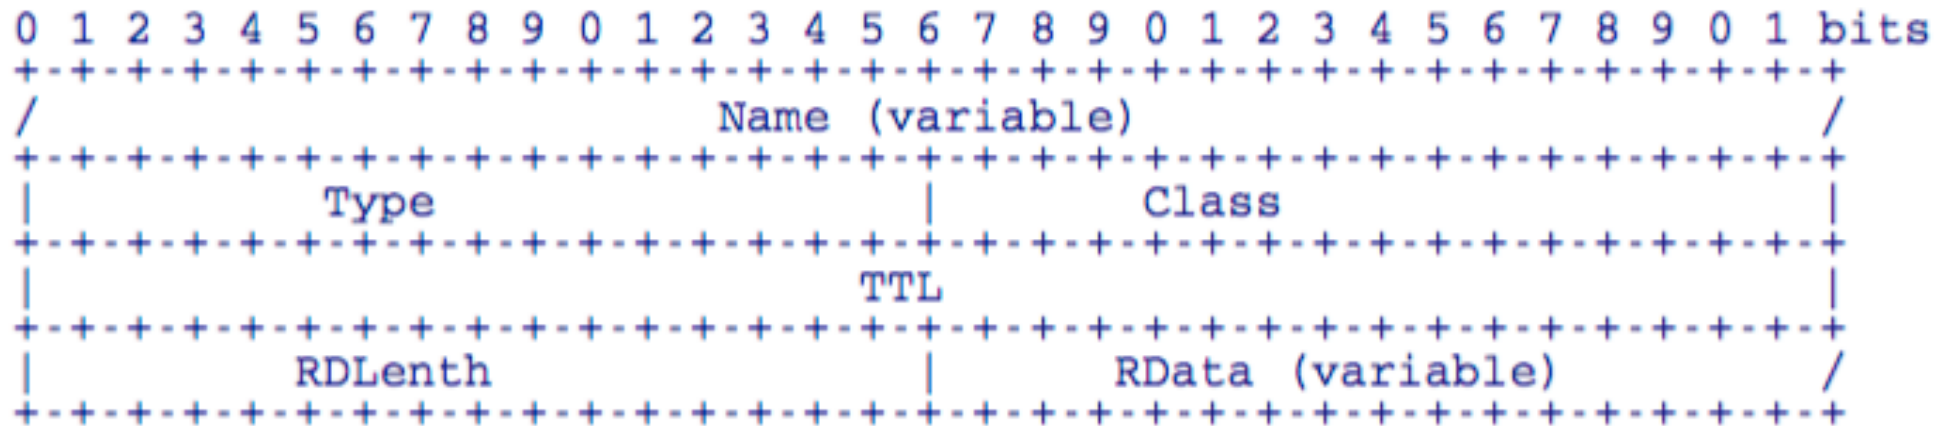 0 1 2 3 4 5 6 7 8 9 0 1 2 3 4 5 6 7 8 9 0 1 2 3 4 5 6 7 8 9 0 1 bits
+-+-+-+-+-+-+-+-+-+-+-+-+-+-+-+-+-+-+-+-+-+-+-+-+-+-+-+-+-+-+-+-+
/ Name (variable) /
+-+-+-+-+-+-+-+-+-+-+-+-+-+-+-+-+-+-+-+-+-+-+-+-+-+-+-+-+-+-+-+-+
| Type | Class |
+-+-+-+-+-+-+-+-+-+-+-+-+-+-+-+-+-+-+-+-+-+-+-+-+-+-+-+-+-+-+-+-+
| TTL |
+-+-+-+-+-+-+-+-+-+-+-+-+-+-+-+-+-+-+-+-+-+-+-+-+-+-+-+-+-+-+-+-+
| RDLenth | RData (variable) /
+-+-+-+-+-+-+-+-+-+-+-+-+-+-+-+-+-+-+-+-+-+-+-+-+-+-+-+-+-+-+-+-+